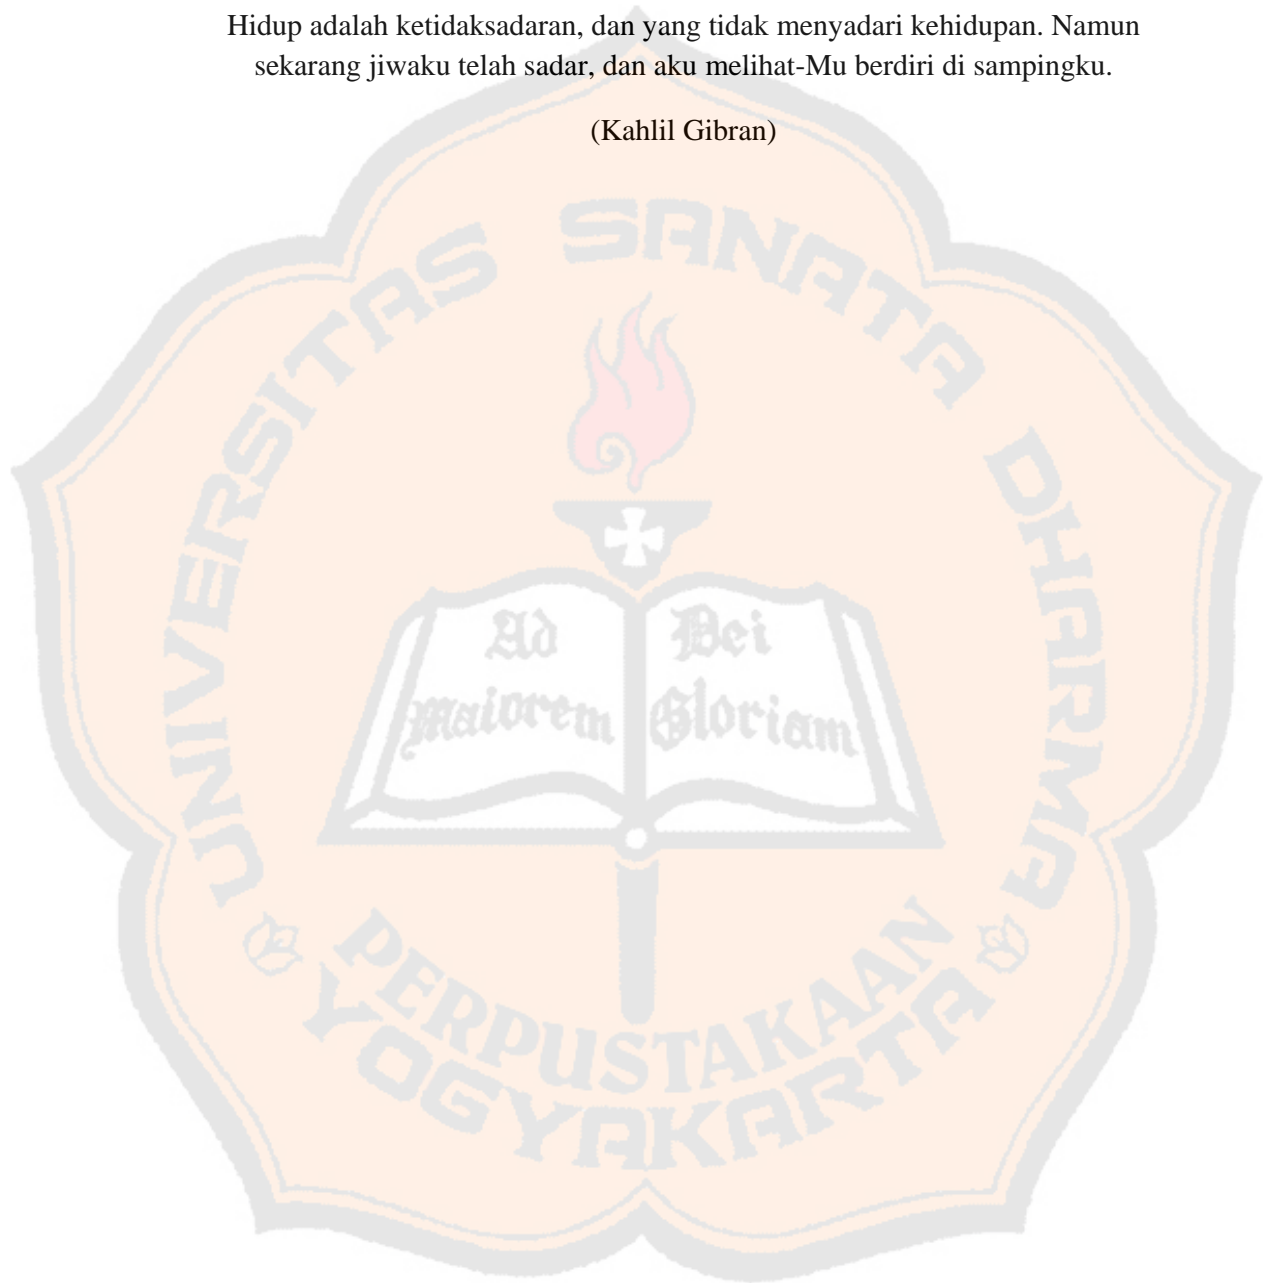 Hidup adalah ketidaksadaran, dan yang tidak menyadari kehidupan. Namun
sekarang jiwaku telah sadar, dan aku melihat-Mu berdiri di sampingku.
(Kahlil Gibran)
UNIVERSITAS SANATA DHARMA
Ad Dei
maiorem Gloriam
PERPUSTAKAAN
YOGYAKARTA